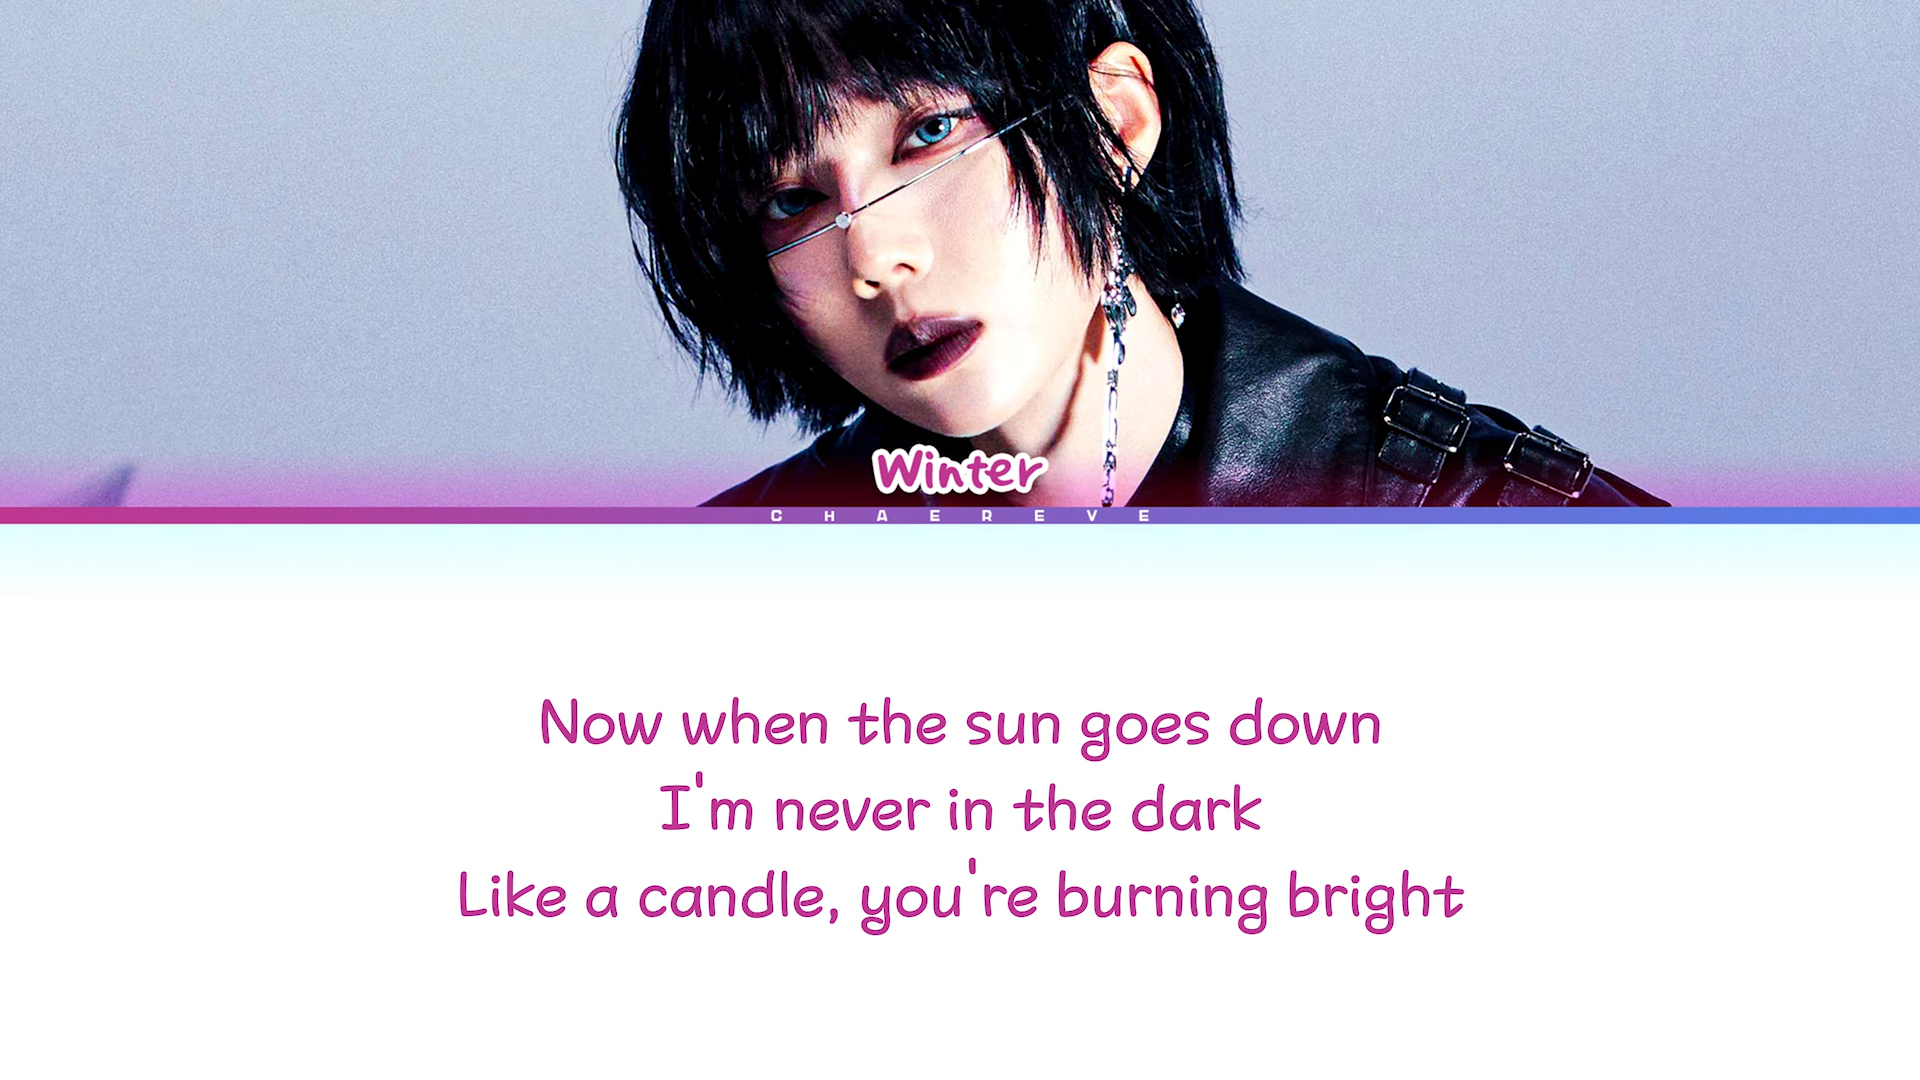 Winter
CHAEREVE
Now when the sun goes down
I'm never in the dark
Like a candle, you're burning bright